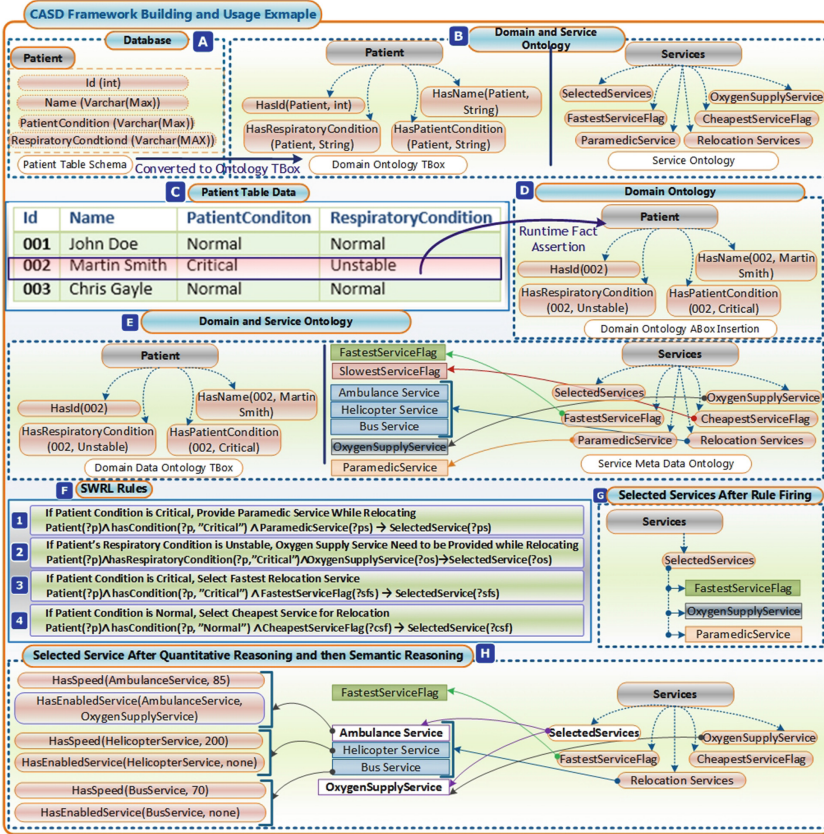 CASD Framework Building and Usage Exmaple
Database
A
Patient
Id (int)
Name (Varchar(Max))
PatientCondition (Varchar(Max))
RespiratoryCondtiond (Varchar(MAX))
Patient Table Schema
Converted to Ontology TBox
B
Domain and Service
Ontology
Patient
HasId(Patient, int)
HasName(Patient,
String)
HasRespiratoryCondition
(Patient, String)
HasPatientCondition
(Patient, String)
Domain Ontology TBox
Services
SelectedServices
OxygenSupplyService
FastestServiceFlag
CheapestServiceFlag
ParamedicService
Relocation Services
Service Ontology
C
Patient Table Data
Id Name PatientConditon RespiratoryCondition
001 John Doe Normal Normal
002 Martin Smith Critical Unstable
003 Chris Gayle Normal Normal
D
Domain Ontology
Patient
Runtime Fact
Assertion
HasId(002)
HasName(002, Martin
Smith)
HasRespiratoryCondition
(002, Unstable)
HasPatientCondition
(002, Critical)
Domain Ontology ABoxInsertion
E
Domain and Service Ontology
Patient
HasId(002)
HasName(002, Martin
Smith)
HasRespiratoryCondition
(002, Unstable)
HasPatientCondition
(002, Critical)
Domain Data Ontology TBox
FastestServiceFlag
SlowestServiceFlag
Ambulance Service
Helicopter Service
Bus Service
OxygenSupplyService
ParamedicService
Services
SelectedServices
OxygenSupplyService
FastestServiceFlag
CheapestServiceFlag
ParamedicService
Relocation Services
Service Meta Data Ontology
F
SWRL Rules
1
If Patient Condition is Critical, Provide Paramedic Service While Relocating
Patient(?p)∧hasCondition(?p, ”Critical”) ∧ParamedicService(?ps) → SelectedService(?ps)
2
If Patient's Respiratory Condition is Unstable, Oxygen Supply Service Need to be Provided while Relocating
Patient(?p)∧hasRespiratoryCondition(?p,”Critical”)∧OxygenSupplyService(?os)→SelectedService(?os)
3
If Patient Condition is Critical, Select Fastest Relocation Service
Patient(?p)∧hasCondition(?p, ”Critical”) ∧ FastestServiceFlag(?sfs) → SelectedService(?sfs)
4
If Patient Condition is Normal, Select Cheapest Service for Relocation
Patient(?p)∧hasCondition(?p, ”Normal”) ∧CheapestServiceFlag(?csf) → SelectedService(?csf)
G
Selected Services After Rule Firing
Services
SelectedServices
FastestServiceFlag
OxygenSupplyService
ParamedicService
Selected Service After Quantitative Reasoning and then Semantic Reasoning
H
HasSpeed(AmbulanceService, 85)
HasEnabledService(AmbulanceService,
OxygenSupplyService)
HasSpeed(HelicopterService, 200)
HasEnabledService(HelicopterService, none)
HasSpeed(BusService, 70)
HasEnabledService(BusService, none)
FastestServiceFlag
Ambulance Service
Helicopter Service
Bus Service
OxygenSupplyService
Services
SelectedServices
OxygenSupplyService
FastestServiceFlag
CheapestServiceFlag
Relocation Services